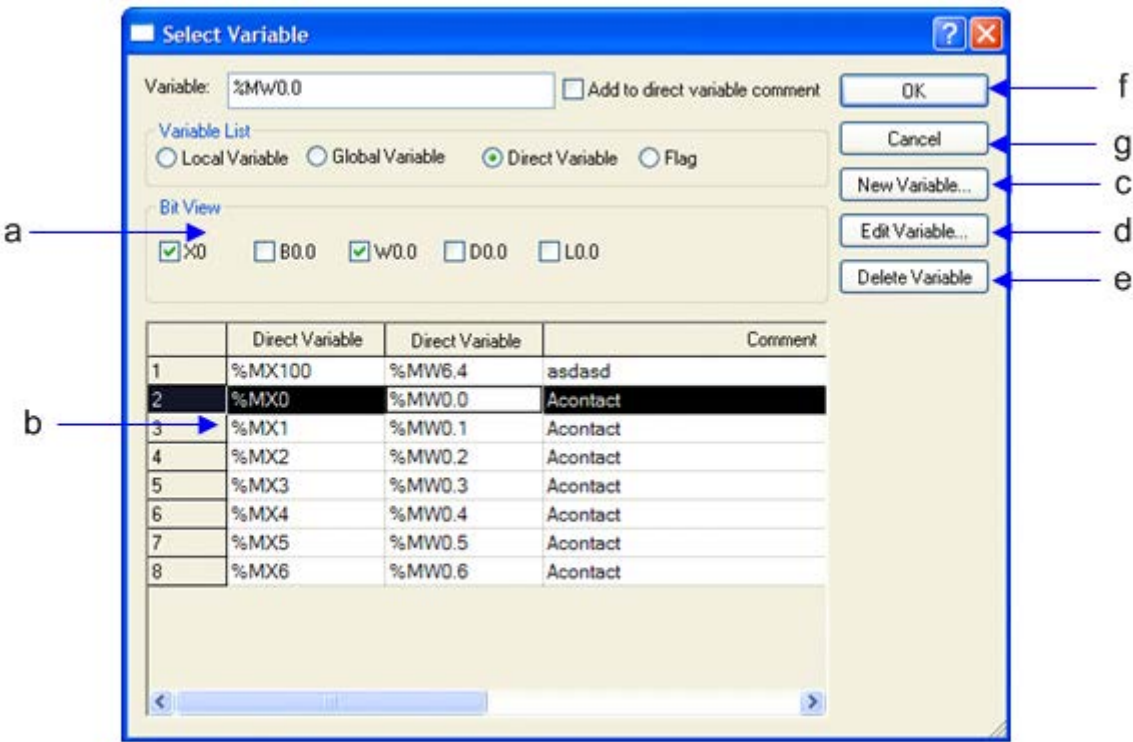 Select Variable
Variable: %MW0.0 Add to direct variable comment OK f
Variable List
Local Variable Global Variable Direct Variable Flag
Cancel g
New Variable... c
Bit View
a
X0 B0.0 W0.0 D0.0 L0.0
Edit Variable... d
Delete Variable e
Direct Variable Direct Variable Comment
1 %MX100 %MW6.4 asdasd
2 %MX0 %MW0.0 Acontact
b 3 %MX1 %MW0.1 Acontact
4 %MX2 %MW0.2 Acontact
5 %MX3 %MW0.3 Acontact
6 %MX4 %MW0.4 Acontact
7 %MX5 %MW0.5 Acontact
8 %MX6 %MW0.6 Acontact